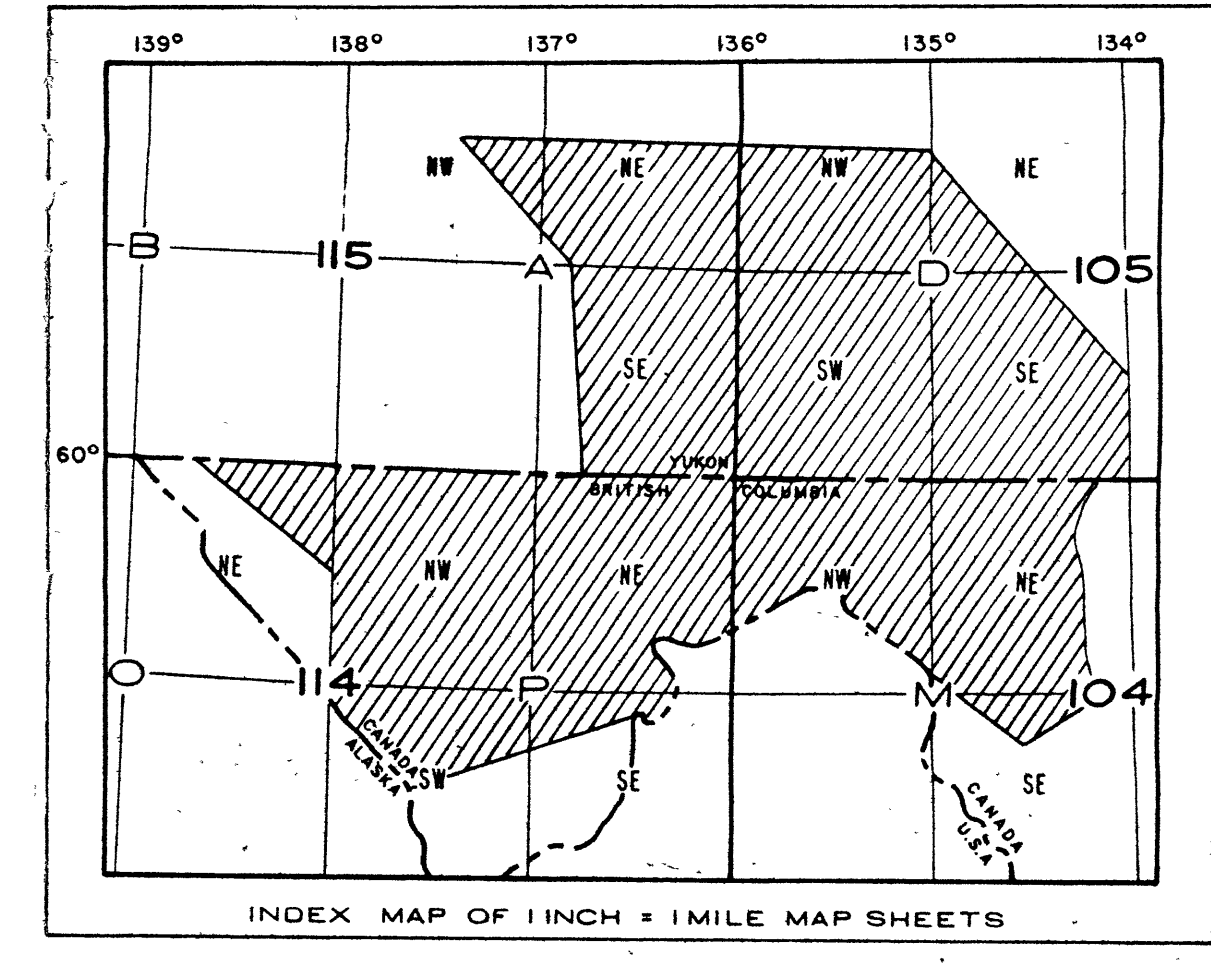 139° 138° 137° 136° 135° 134°
NW NE NW NE
B 115 A D 105
SE SW SE
60°
YUKON
BRITISH COLUMBIA
NE NW NE NW NE
O 114 P M 104
CANADA
ALASKA
SW SE SE
CANADA
U.S.A
INDEX MAP OF 1 INCH = 1 MILE MAP SHEETS